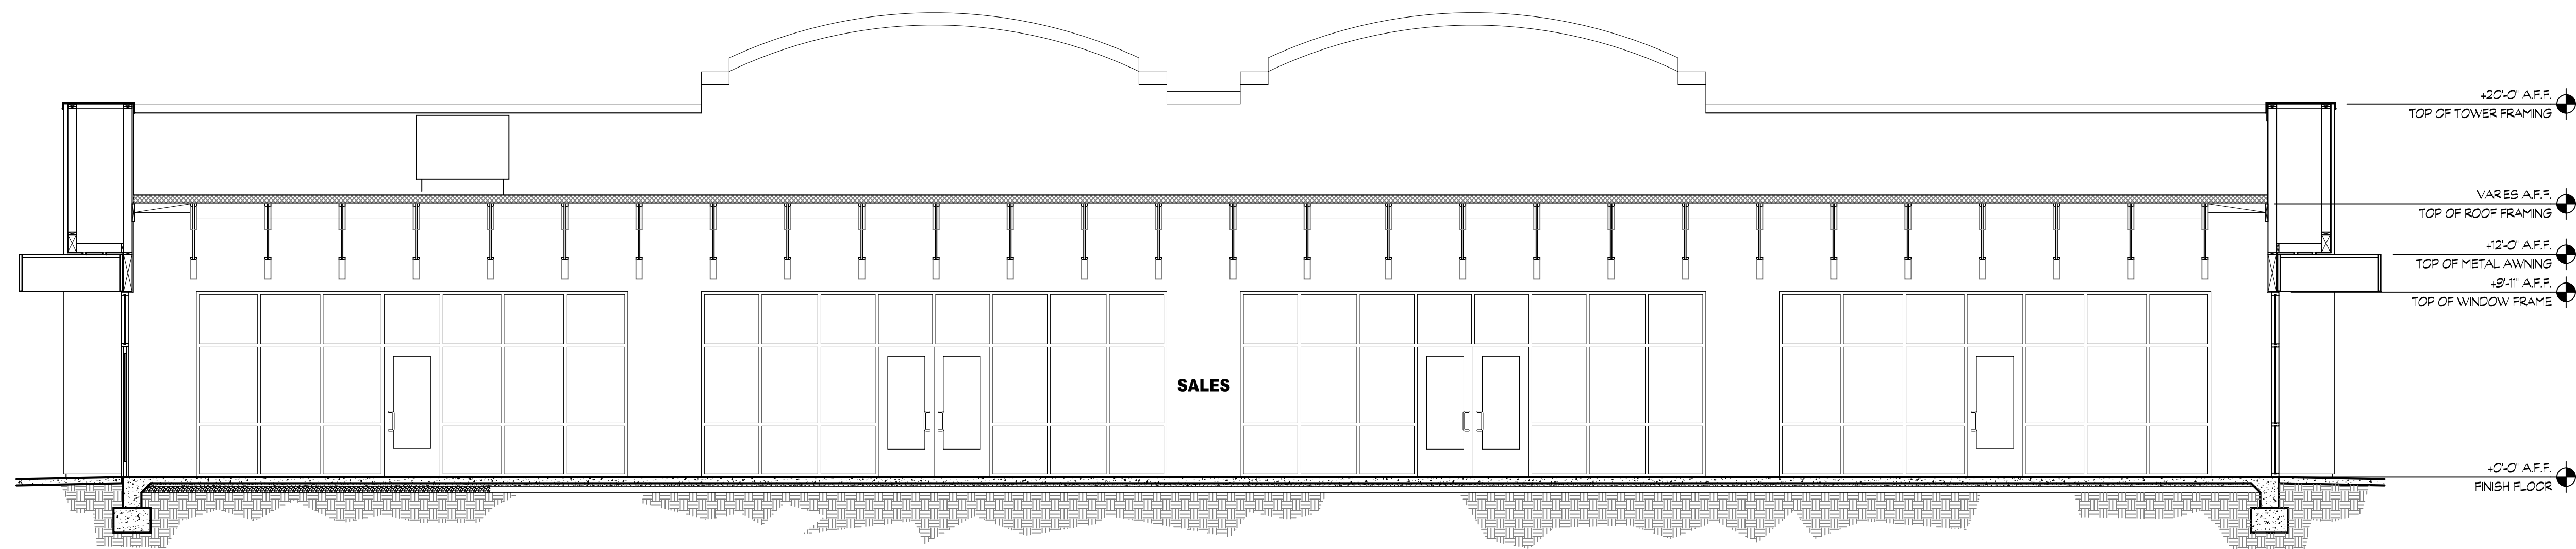 +20'-0" A.F.F.
TOP OF TOWER FRAMING
VARIES A.F.F.
TOP OF ROOF FRAMING
+12'-0" A.F.F.
TOP OF METAL AWNING
+9'-11" A.F.F.
TOP OF WINDOW FRAME
SALES
+0'-0" A.F.F.
FINISH FLOOR